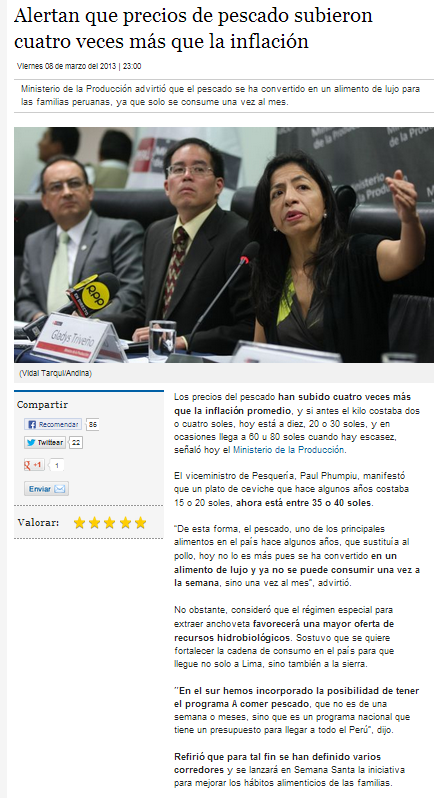 Alertan que precios de pescado subieron
cuatro veces más que la inflación
Viernes 08 de marzo del 2013 | 23:00
Ministerio de la Producción advirtió que el pescado se ha convertido en un alimento de lujo para
las familias peruanas, ya que solo se consume una vez al mes.
Ministerio
de la Producción
RPP
Gladys Triveño
(Vidal Tarqui/Andina)
Compartir
Recomendar 86
Twittear 22
+1 1
Enviar
Valorar:
Los precios del pescado han subido cuatro veces más
que la inflación promedio, y si antes el kilo costaba dos
o cuatro soles, hoy está a diez, 20 o 30 soles, y en
ocasiones llega a 60 u 80 soles cuando hay escasez,
señaló hoy el Ministerio de la Producción.
El viceministro de Pesquería, Paul Phumpiu, manifestó
que un plato de ceviche que hace algunos años costaba
15 o 20 soles, ahora está entre 35 o 40 soles.
"De esta forma, el pescado, uno de los principales
alimentos en el país hace algunos años, que sustituía al
pollo, hoy no lo es más pues se ha convertido en un
alimento de lujo y ya no se puede consumir una vez a
la semana, sino una vez al mes", advirtió.
No obstante, consideró que el régimen especial para
extraer anchoveta favorecerá una mayor oferta de
recursos hidrobiológicos. Sostuvo que se quiere
fortalecer la cadena de consumo en el país para que
llegue no solo a Lima, sino también a la sierra.
"En el sur hemos incorporado la posibilidad de tener
el programa A comer pescado, que no es de una
semana o meses, sino que es un programa nacional que
tiene un presupuesto para llegar a todo el Perú", dijo.
Refirió que para tal fin se han definido varios
corredores y se lanzará en Semana Santa la iniciativa
para mejorar los hábitos alimenticios de las familias.